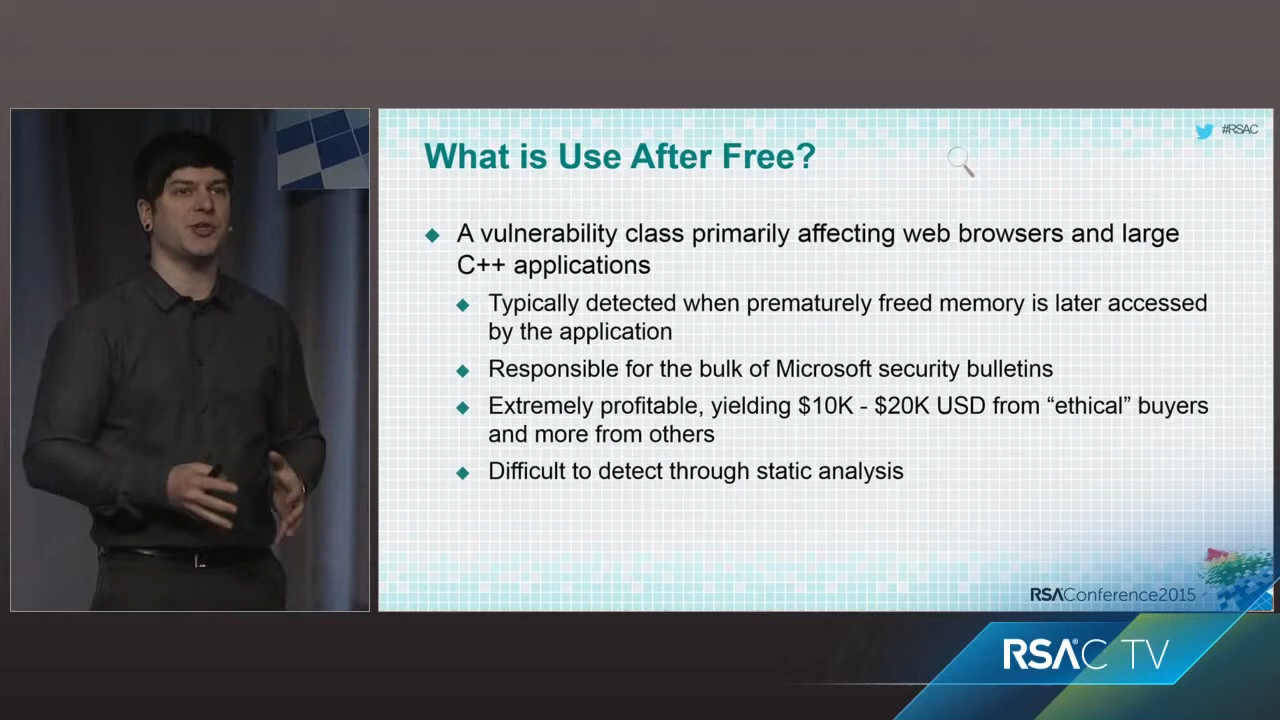 #RSAC
What is Use After Free?
A vulnerability class primarily affecting web browsers and large
C++ applications
Typically detected when prematurely freed memory is later accessed
by the application
Responsible for the bulk of Microsoft security bulletins
Extremely profitable, yielding $10K - $20K USD from “ethical” buyers
and more from others
Difficult to detect through static analysis
RSAConference2015
RSA®C TV